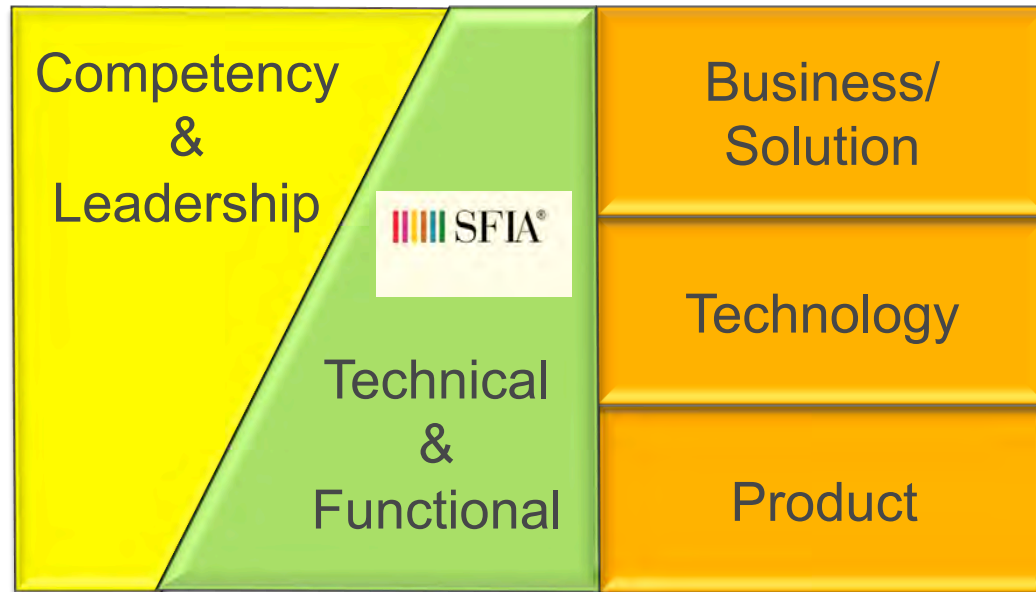 Competency
&
Leadership
SFIA®
Technical
&
Functional
Business/
Solution
Technology
Product